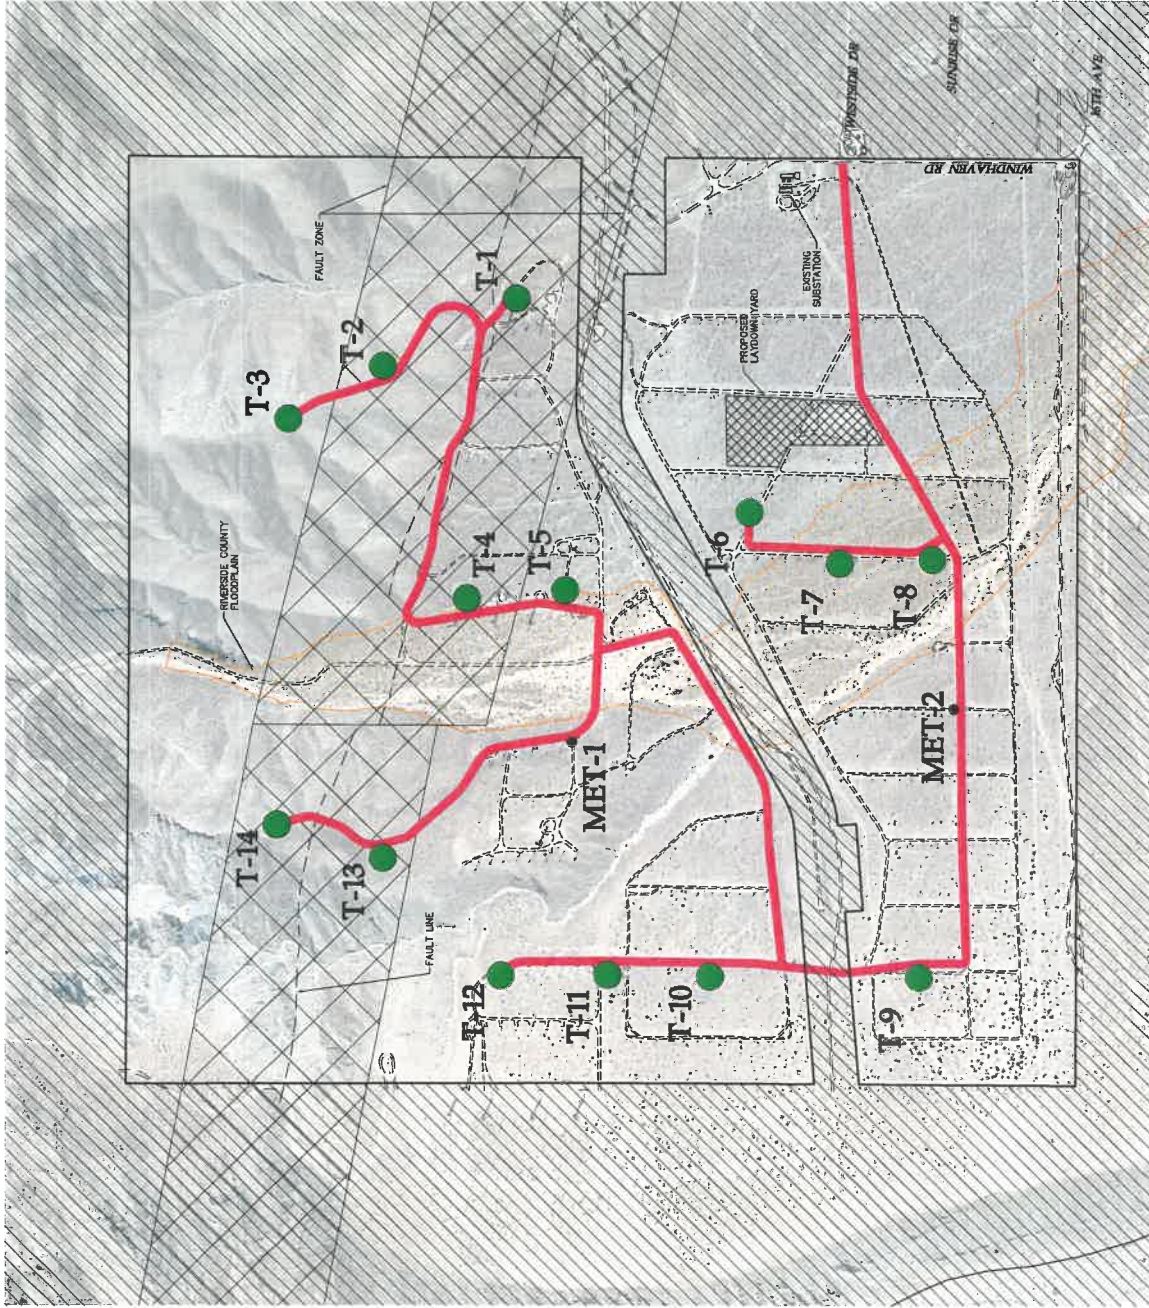 WESTSIDE DR
SUNRISE DR
16TH AVE
WINDHAVEN RD
FAULT ZONE
T-1
T-2
T-3
EXISTING
SUBSTATION
PROPOSED
LAYDOWN YARD
RIVERSIDE COUNTY
FLOODPLAIN
T-4
T-5
T-6
T-7
T-8
MET-1
MET-2
T-14
T-13
FAULT LINE
T-12
T-11
T-10
T-9